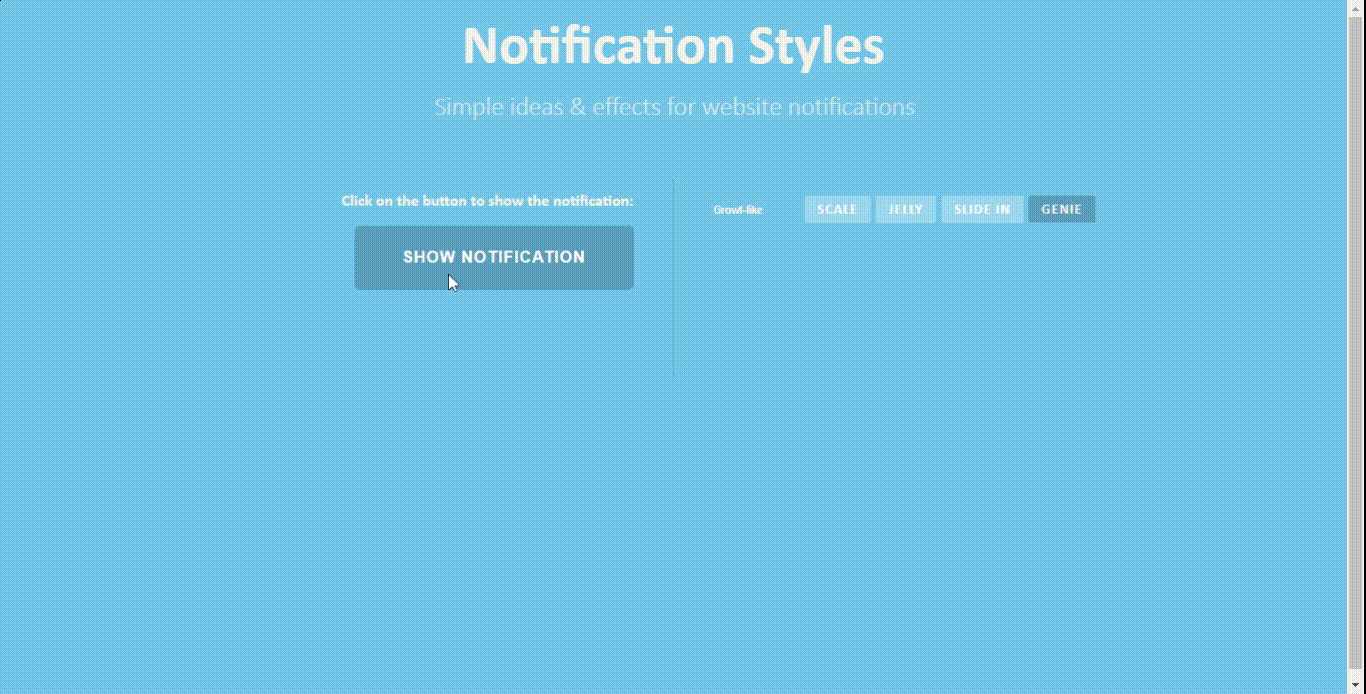 Notification Styles
Simple ideas & effects for website notifications
Click on the button to show the notification:
SHOW NOTIFICATION
Growl-like
SCALE JELLY SLIDE IN GENIE